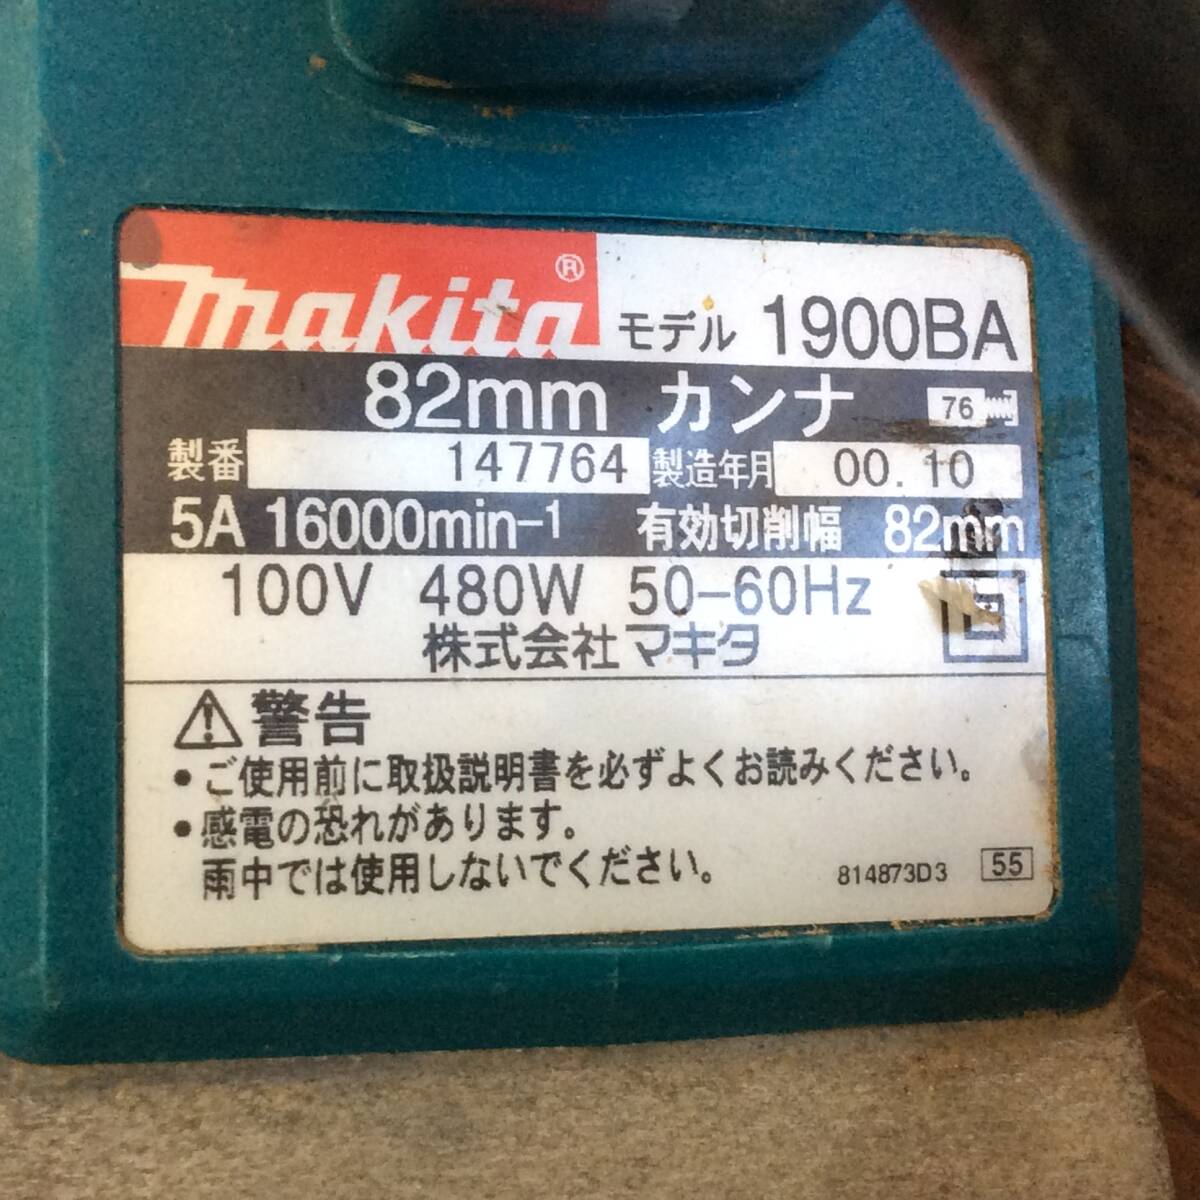 makita®
モデル 1900BA
82mm カンナ 76
製番 147764 製造年月 00.10
5A 16000min-1 有効切削幅 82mm
100V 480W 50-60Hz
株式会社マキタ
⚠警告
•ご使用前に取扱説明書を必ずよくお読みください。
•感電の恐れがあります。
雨中では使用しないでください。
814873D3 55